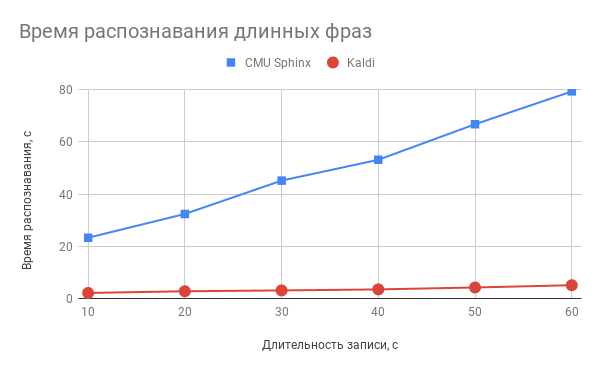 Время распознавания длинных фраз
CMU Sphinx Kaldi
Время распознавания, с
80
60
40
20
0
10 20 30 40 50 60
Длительность записи, с